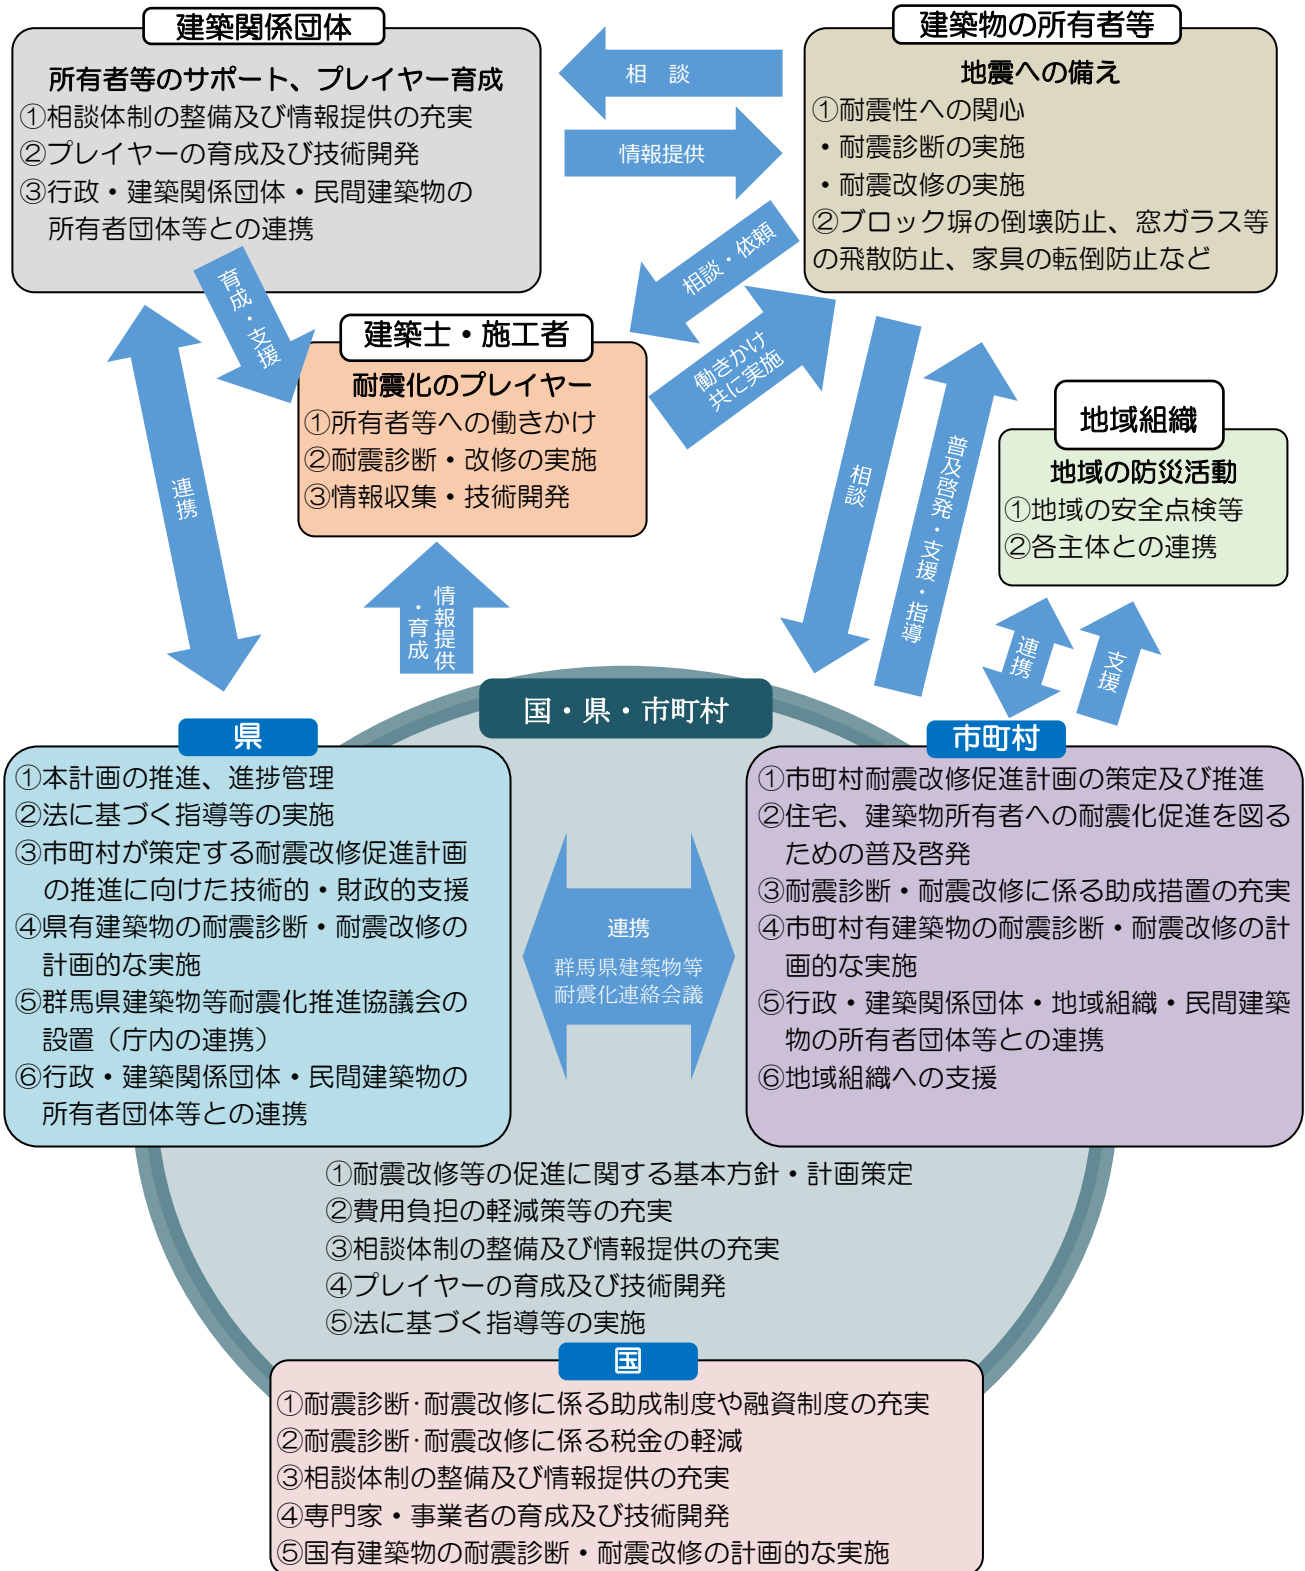 建築関係団体
所有者等のサポート、プレイヤー育成
①相談体制の整備及び情報提供の充実
②プレイヤーの育成及び技術開発
③行政・建築関係団体・民間建築物の
所有者団体等との連携
相 談
情報提供
建築物の所有者等
地震への備え
①耐震性への関心
・耐震診断の実施
・耐震改修の実施
②ブロック塀の倒壊防止、窓ガラス等
の飛散防止、家具の転倒防止など
育成・支援
相談・依頼
働きかけ
共に実施
建築士・施工者
耐震化のプレイヤー
①所有者等への働きかけ
②耐震診断・改修の実施
③情報収集・技術開発
連携
情報提供
・育成
相談
普及啓発・支援・指導
地域組織
地域の防災活動
①地域の安全点検等
②各主体との連携
連携
支援
国・県・市町村
県
①本計画の推進、進捗管理
②法に基づく指導等の実施
③市町村が策定する耐震改修促進計画
の推進に向けた技術的・財政的支援
④県有建築物の耐震診断・耐震改修の
計画的な実施
⑤群馬県建築物等耐震化推進協議会の
設置（庁内の連携）
⑥行政・建築関係団体・民間建築物の
所有者団体等との連携
連携
群馬県建築物等
耐震化連絡会議
市町村
①市町村耐震改修促進計画の策定及び推進
②住宅、建築物所有者への耐震化促進を図る
ための普及啓発
③耐震診断・耐震改修に係る助成措置の充実
④市町村有建築物の耐震診断・耐震改修の計
画的な実施
⑤行政・建築関係団体・地域組織・民間建築
物の所有者団体等との連携
⑥地域組織への支援
①耐震改修等の促進に関する基本方針・計画策定
②費用負担の軽減策等の充実
③相談体制の整備及び情報提供の充実
④プレイヤーの育成及び技術開発
⑤法に基づく指導等の実施
国
①耐震診断･耐震改修に係る助成制度や融資制度の充実
②耐震診断･耐震改修に係る税金の軽減
③相談体制の整備及び情報提供の充実
④専門家・事業者の育成及び技術開発
⑤国有建築物の耐震診断・耐震改修の計画的な実施